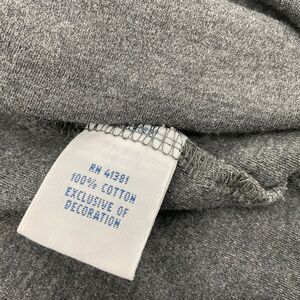 RN 41381
100% COTTON
EXCLUSIVE OF
DECORATION